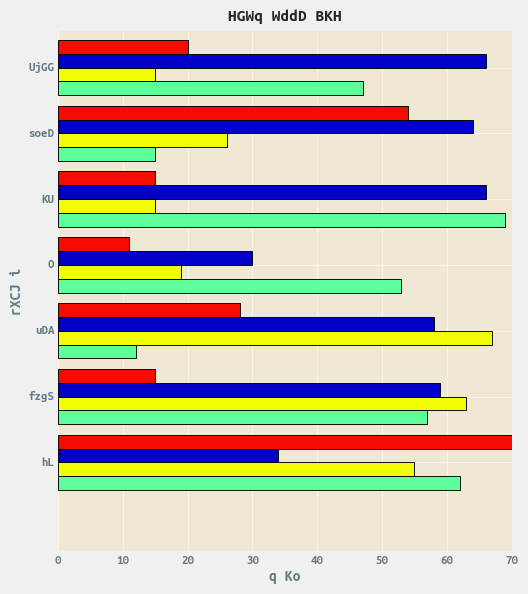 HGWq WddD BKH
UjGG
soeD
KU
O
uDA
fzgS
hL
rXCJ i
0 10 20 30 40 50 60 70
q Ko